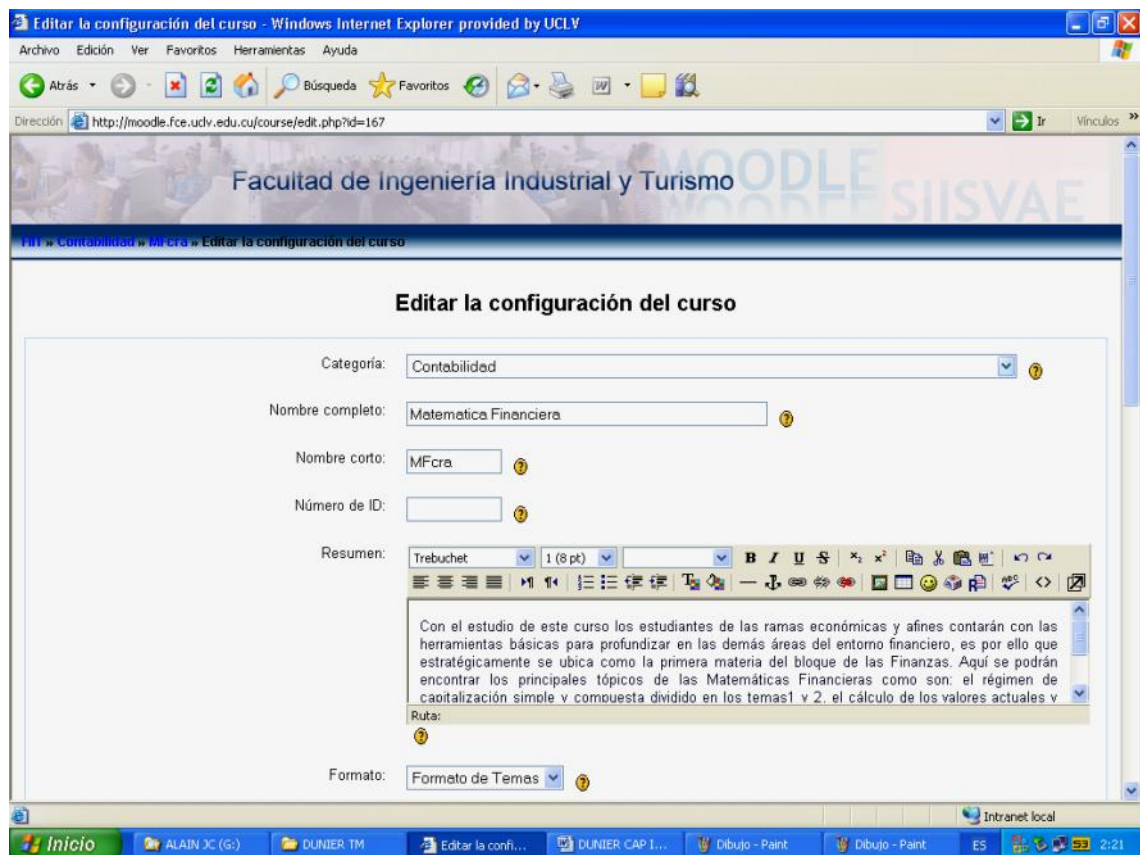 Editar la configuración del curso - Windows Internet Explorer provided by UCLV
Archivo Edición Ver Favoritos Herramientas Ayuda
Atrás Búsqueda Favoritos
Dirección http://moodle.fce.uclv.edu.cu/course/edit.php?id=167 Ir Vínculos »
Facultad de Ingeniería Industrial y Turismo MOODLE SIISVAE
FIIT » Contabilidad » MFcra » Editar la configuración del curso
Editar la configuración del curso
Categoría: Contabilidad
Nombre completo: Matematica Financiera
Nombre corto: MFcra
Número de ID:
Resumen: Trebuchet 1 (8 pt) B I U S
Con el estudio de este curso los estudiantes de las ramas económicas y afines contarán con las
herramientas básicas para profundizar en las demás áreas del entorno financiero, es por ello que
estratégicamente se ubica como la primera materia del bloque de las Finanzas. Aquí se podrán
encontrar los principales tópicos de las Matemáticas Financieras como son: el régimen de
capitalización simple y compuesta dividido en los temas1 y 2, el cálculo de los valores actuales y
Ruta:
Formato: Formato de Temas
Intranet local
Inicio ALAIN JC (G:) DUNIER TM Editar la confi... DUNIER CAP I... Dibujo - Paint Dibujo - Paint ES 53 2:21